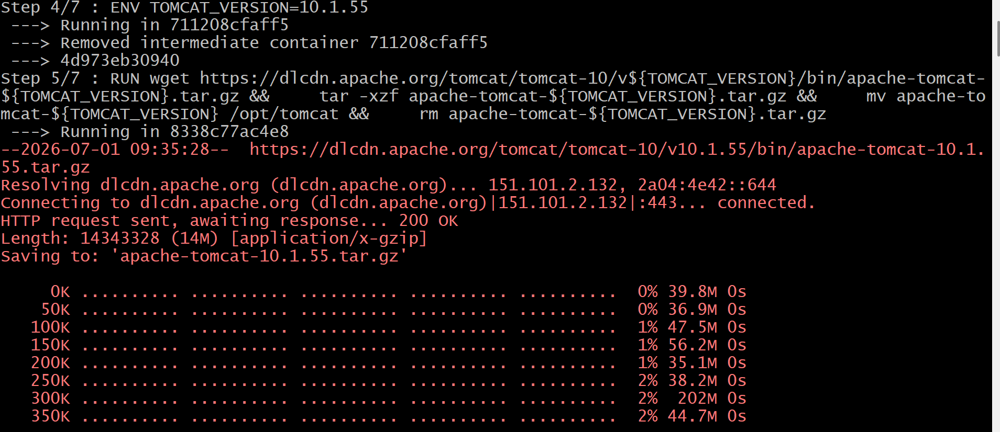 Step 4/7 : ENV TOMCAT_VERSION=10.1.55
 ---> Running in 711208cfaff5
 ---> Removed intermediate container 711208cfaff5
 ---> 4d973eb30940
Step 5/7 : RUN wget https://dlcdn.apache.org/tomcat/tomcat-10/v${TOMCAT_VERSION}/bin/apache-tomcat-
${TOMCAT_VERSION}.tar.gz &&     tar -xzf apache-tomcat-${TOMCAT_VERSION}.tar.gz &&     mv apache-to
mcat-${TOMCAT_VERSION} /opt/tomcat &&     rm apache-tomcat-${TOMCAT_VERSION}.tar.gz
 ---> Running in 8338c77ac4e8
--2026-07-01 09:35:28--  https://dlcdn.apache.org/tomcat/tomcat-10/v10.1.55/bin/apache-tomcat-10.1.
55.tar.gz
Resolving dlcdn.apache.org (dlcdn.apache.org)... 151.101.2.132, 2a04:4e42::644
Connecting to dlcdn.apache.org (dlcdn.apache.org)|151.101.2.132|:443... connected.
HTTP request sent, awaiting response... 200 OK
Length: 14343328 (14M) [application/x-gzip]
Saving to: 'apache-tomcat-10.1.55.tar.gz'

     0K .......... .......... .......... .......... ..........  0% 39.8M 0s
    50K .......... .......... .......... .......... ..........  0% 36.9M 0s
   100K .......... .......... .......... .......... ..........  1% 47.5M 0s
   150K .......... .......... .......... .......... ..........  1% 56.2M 0s
   200K .......... .......... .......... .......... ..........  1% 35.1M 0s
   250K .......... .......... .......... .......... ..........  2% 38.2M 0s
   300K .......... .......... .......... .......... ..........  2%  202M 0s
   350K .......... .......... .......... .......... ..........  2% 44.7M 0s